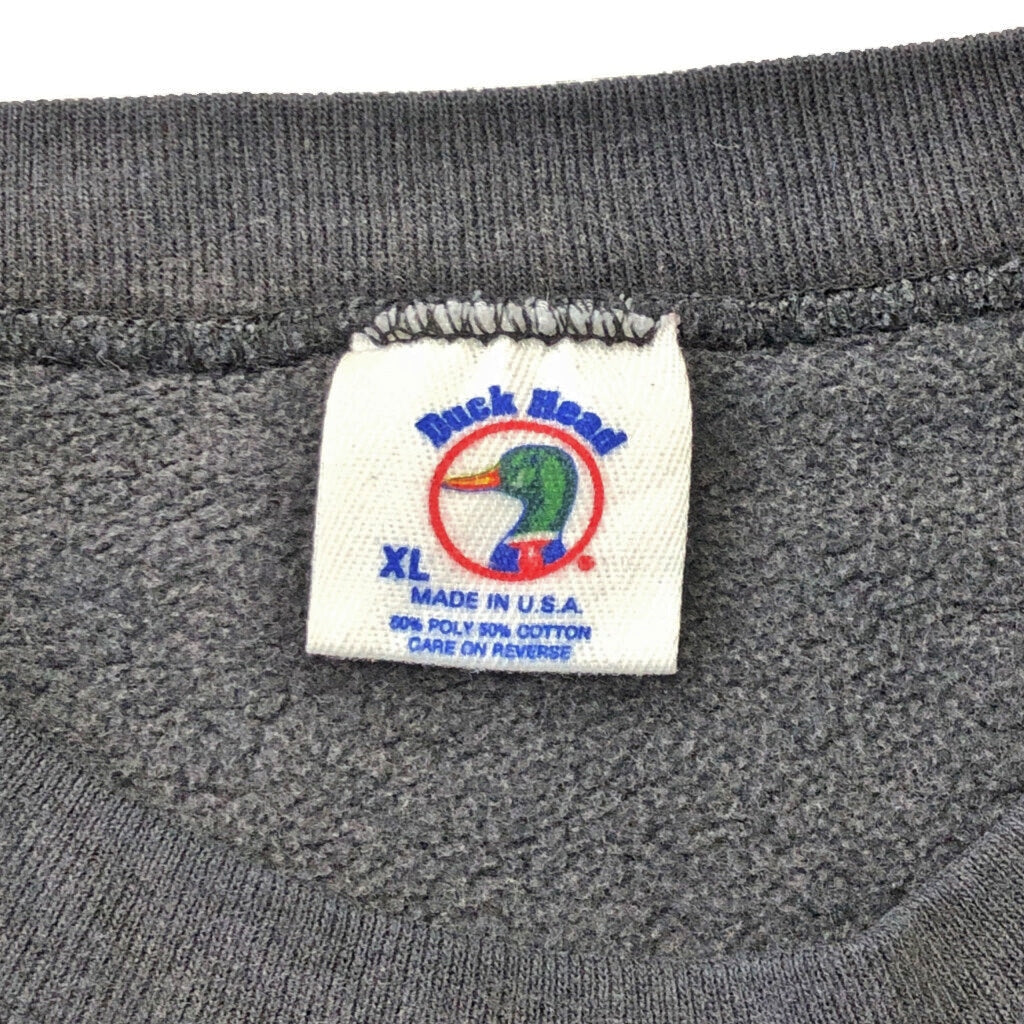 Duck Head
XL
MADE IN U.S.A.
50% POLY 50% COTTON
CARE ON REVERSE